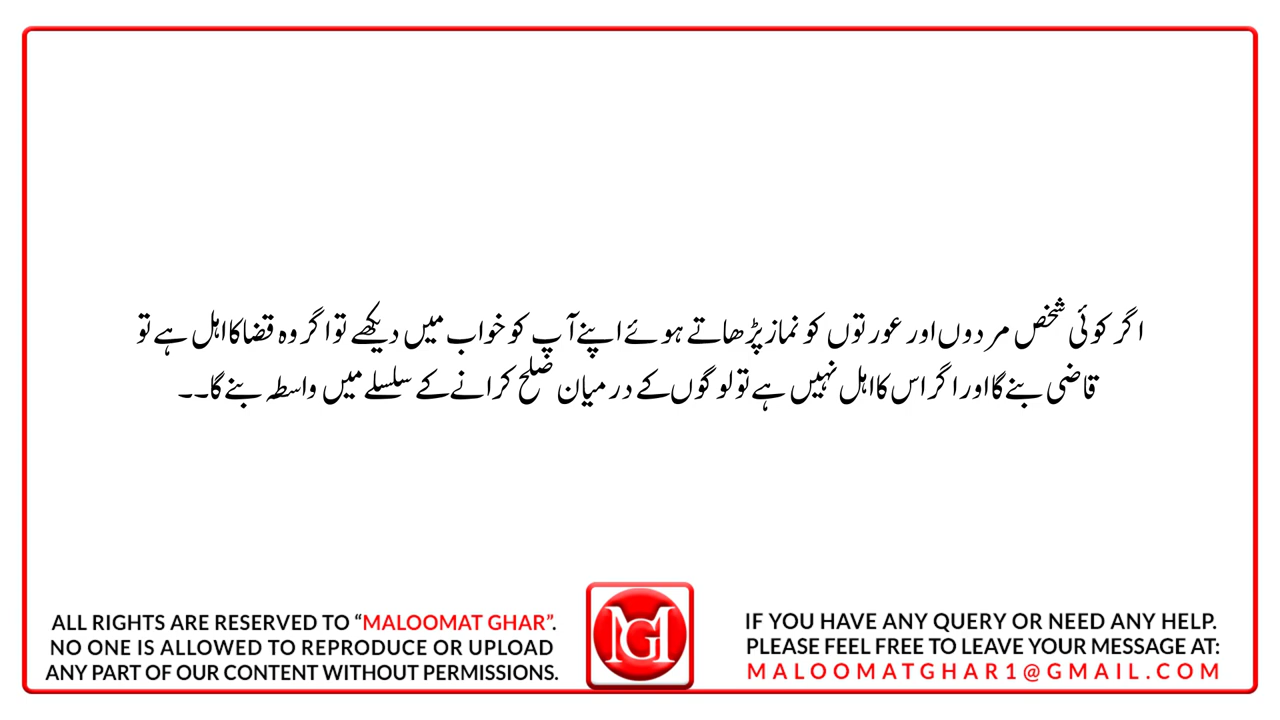 اگر کوئی شخص مردوں اور عورتوں کو نماز پڑھاتے ہوئے اپنے آپ کو خواب میں دیکھے تو اگر وہ قضا کا اہل ہے تو
قاضی بنے گا اور اگر اس کا اہل نہیں ہے تو لوگوں کے درمیان صُلح کرانے کے سلسلے میں واسطہ بنے گا۔۔
ALL RIGHTS ARE RESERVED TO “MALOOMAT GHAR”.
NO ONE IS ALLOWED TO REPRODUCE OR UPLOAD
ANY PART OF OUR CONTENT WITHOUT PERMISSIONS.
MG
IF YOU HAVE ANY QUERY OR NEED ANY HELP.
PLEASE FEEL FREE TO LEAVE YOUR MESSAGE AT:
MALOOMATGHAR1@GMAIL.COM